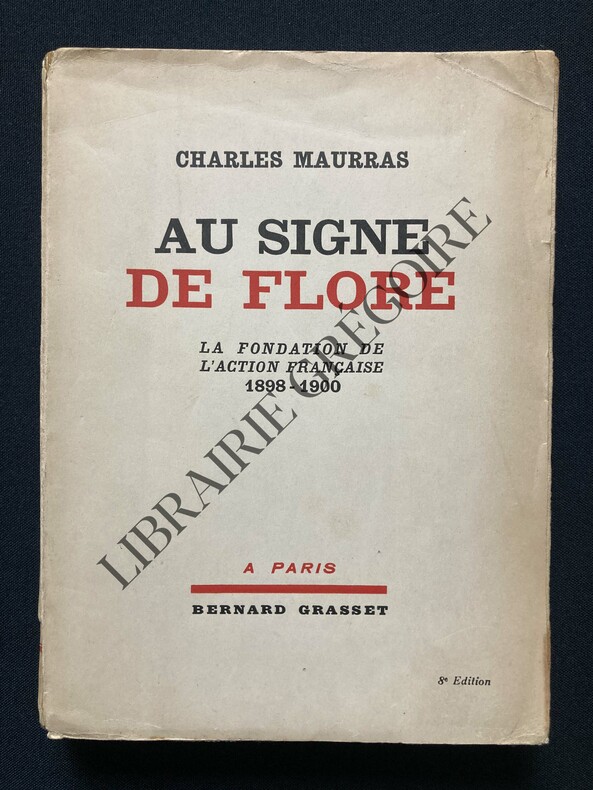 CHARLES MAURRAS
AU SIGNE
DE FLORE
LA FONDATION DE
L'ACTION FRANÇAISE
1898-1900
LIBRAIRIE GRÉGOIRE
A PARIS
BERNARD GRASSET
8e Edition